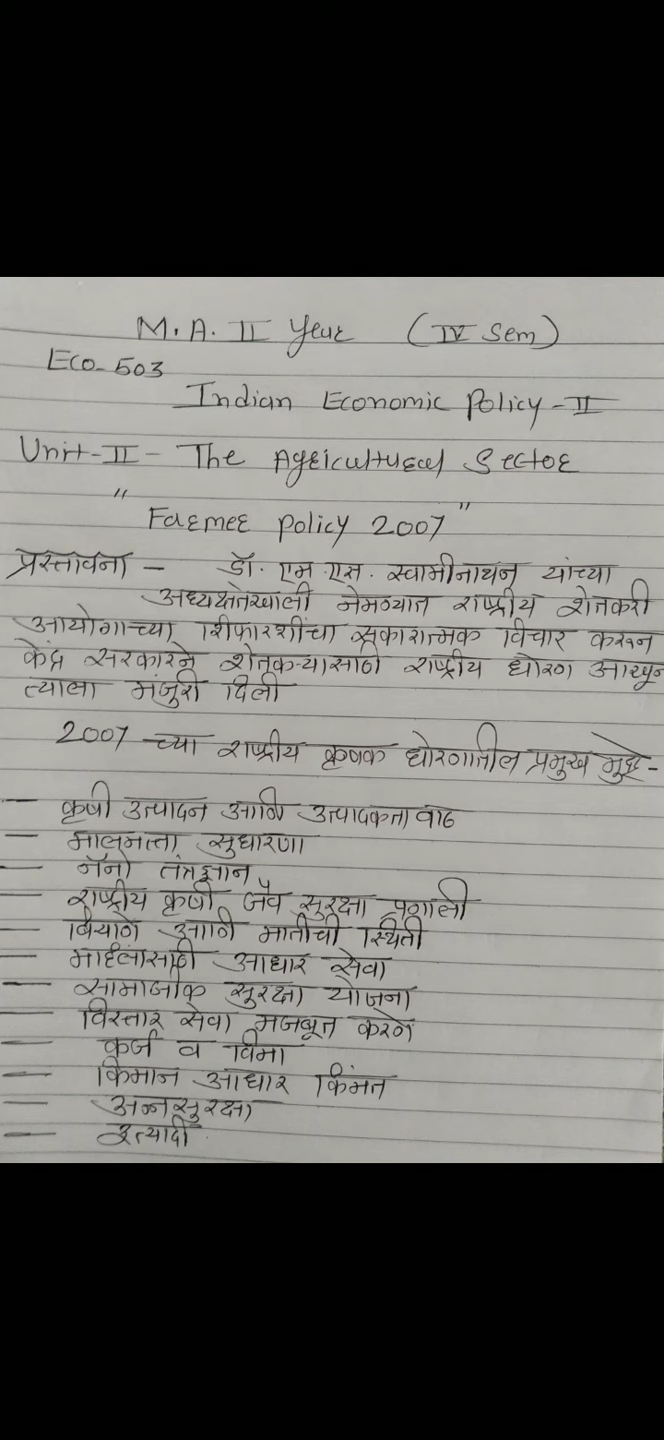 M. A. II Year (IV Sem)
Eco-503
Indian Economic Policy-II
Unit-II - The Agricultural Sector
"Farmer Policy 2007"
प्रस्तावना - डॉ. एम.एस. स्वामीनाथन यांच्या
अध्यक्षतेखाली नेमण्यात राष्ट्रीय शेतकरी
आयोगाच्या शिफारशींचा सकारात्मक विचार करून
केंद्र सरकारने शेतकऱ्यासाठी राष्ट्रीय धोरण आखून
त्याला मंजुरी दिली
2007 च्या राष्ट्रीय कृषक धोरणातील प्रमुख मुद्दे-
— कृषी उत्पादन आणि उत्पादकता वाढ
— मालमत्ता सुधारणा
— नॅनो तंत्रज्ञान
— राष्ट्रीय कृषी जैव सुरक्षा प्रणाली
— बियाणे आणि मातीची स्थिती
— महिलांसाठी आधार सेवा
— सामाजीक सुरक्षा योजना
— विस्तार सेवा मजबूत करणे
— कर्ज व विमा
— किमान आधार किंमत
— अन्नसुरक्षा
— इत्यादी.